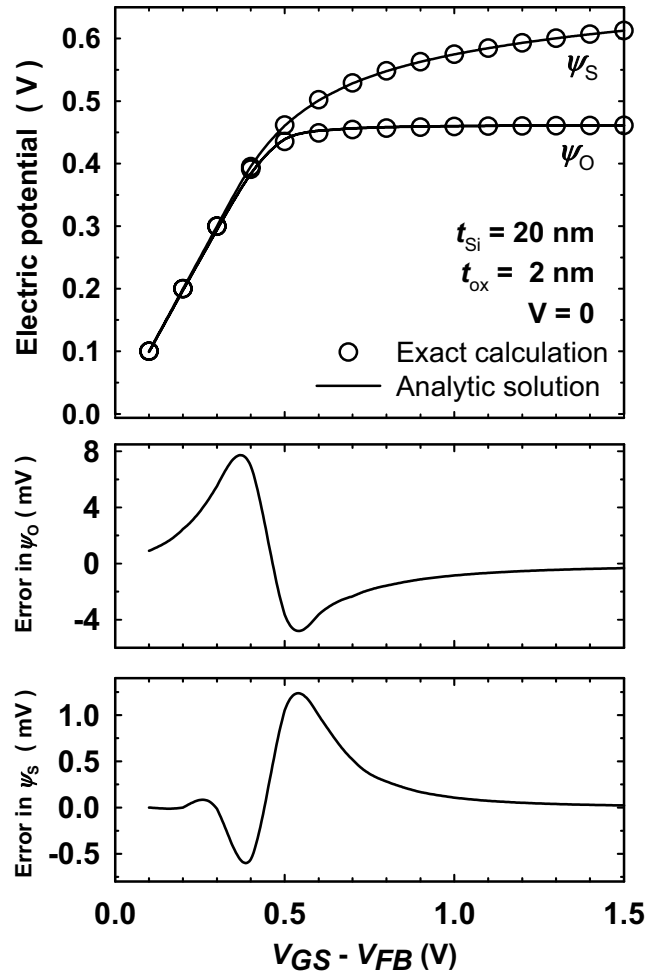 Electric potential ( V )
0.6
0.5
0.4
0.3
0.2
0.1
0.0
ψS
ψO
tSi = 20 nm
tox = 2 nm
V = 0
Exact calculation
Analytic solution
Error in ψO ( mV )
8
4
0
-4
Error in ψS ( mV )
1.0
0.5
0.0
-0.5
0.0 0.5 1.0 1.5
VGS - VFB (V)